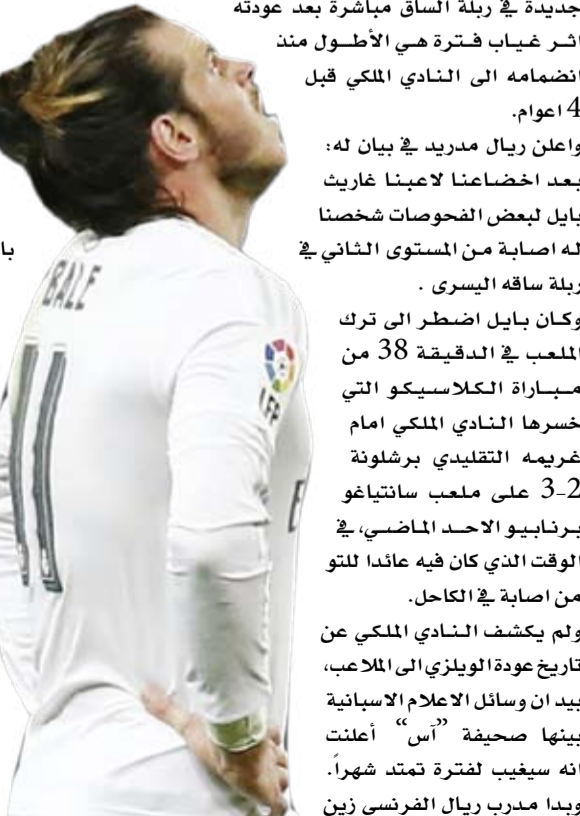 جديدة في ربلة الساق مباشرة بعد عودته
اثر غياب فترة هي الأطول منذ
انضمامه الى النادي الملكي قبل
4 اعوام.
واعلن ريال مدريد في بيان له:
بعد اخضاعنا لاعبنا غاريث
بايل لبعض الفحوصات شخصنا
له اصابة من المستوى الثاني في
ربلة ساقه اليسرى .
وكان بايل اضطر الى ترك
الملعب في الدقيقة 38 من
مباراة الكلاسيكو التي
خسرها النادي الملكي امام
غريمه التقليدي برشلونة
2-3 على ملعب سانتياغو
برنابيو الاحد الماضي، في
الوقت الذي كان فيه عائدا للتو
من اصابة في الكاحل.
ولم يكشف النادي الملكي عن
تاريخ عودة الويلزي الى الملاعب،
بيد ان وسائل الاعلام الاسبانية
بينها صحيفة “آس” أعلنت
انه سيغيب لفترة تمتد شهراً.
وبدا مدرب ريال الفرنسي زين
با
BALE
11
LFP